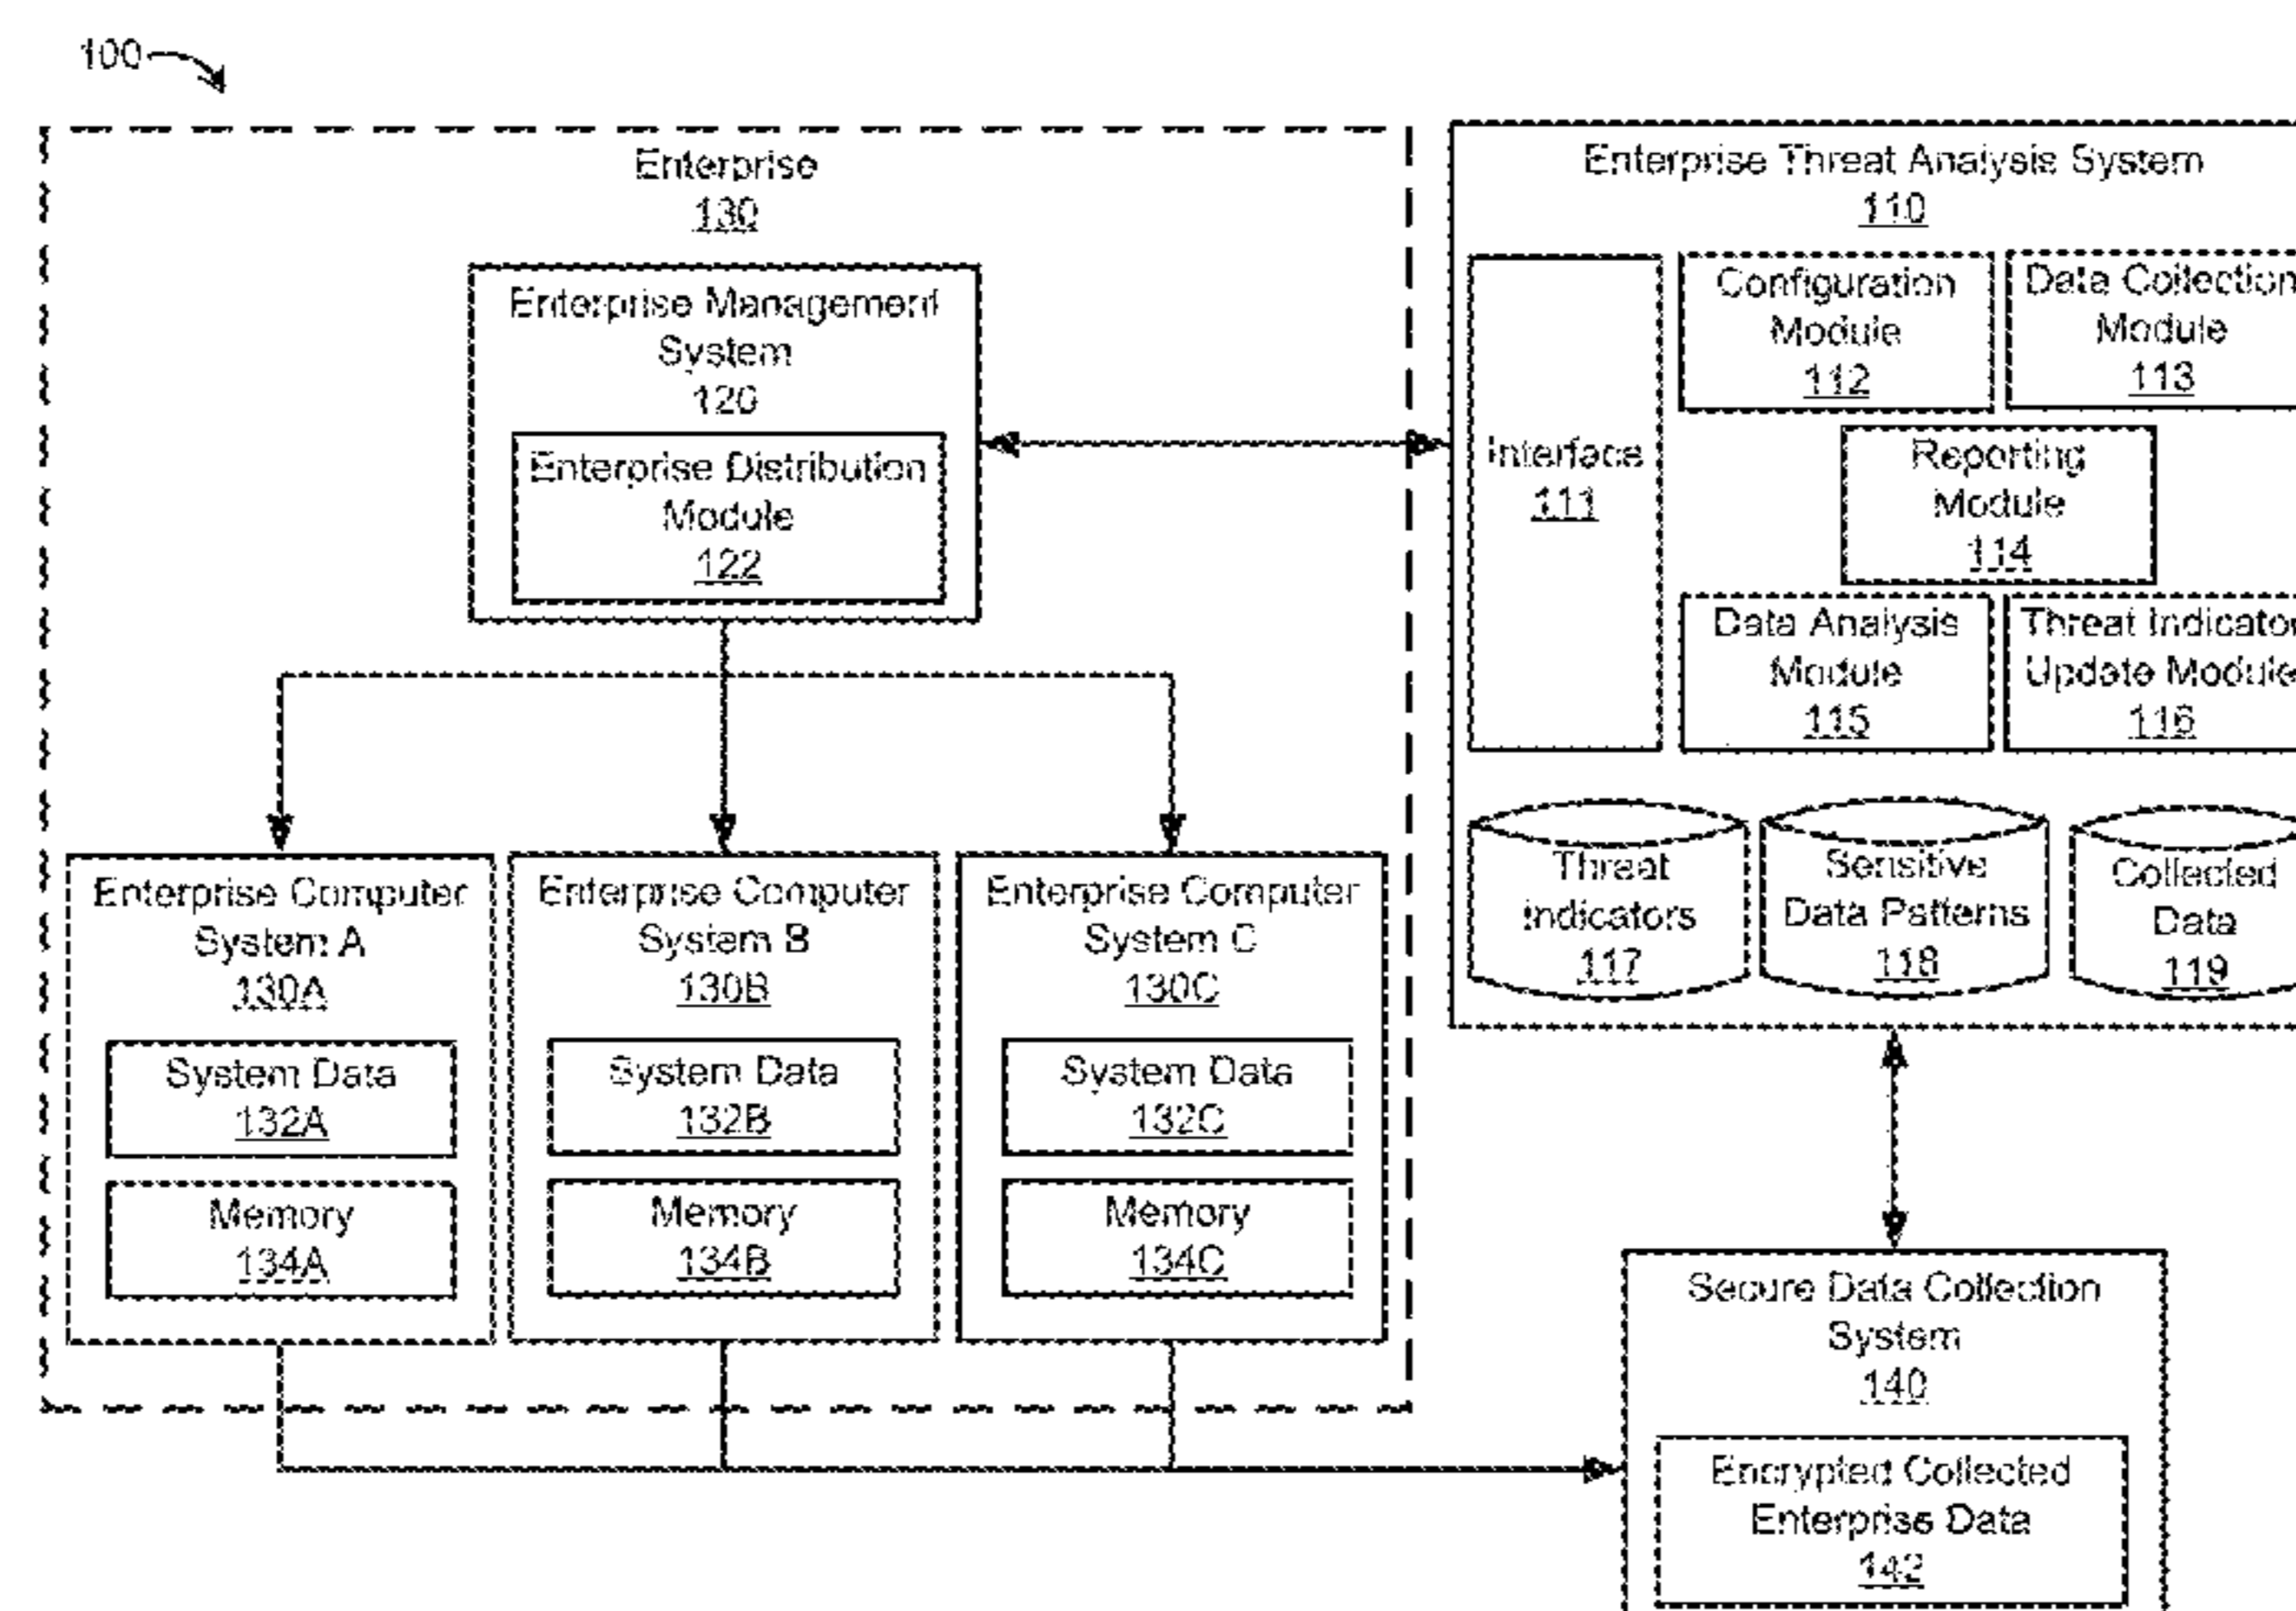 100
Enterprise
130
Enterprise Management
System
120
Enterprise Distribution
Module
122
Enterprise Computer
System A
130A
System Data
132A
Memory
134A
Enterprise Computer
System B
130B
System Data
132B
Memory
134B
Enterprise Computer
System C
130C
System Data
132C
Memory
134C
Enterprise Threat Analysis System
110
Interface
111
Configuration
Module
112
Data Collection
Module
113
Reporting
Module
114
Data Analysis
Module
115
Threat Indicator
Update Module
116
Threat
Indicators
117
Sensitive
Data Patterns
118
Collected
Data
119
Secure Data Collection
System
140
Encrypted Collected
Enterprise Data
142